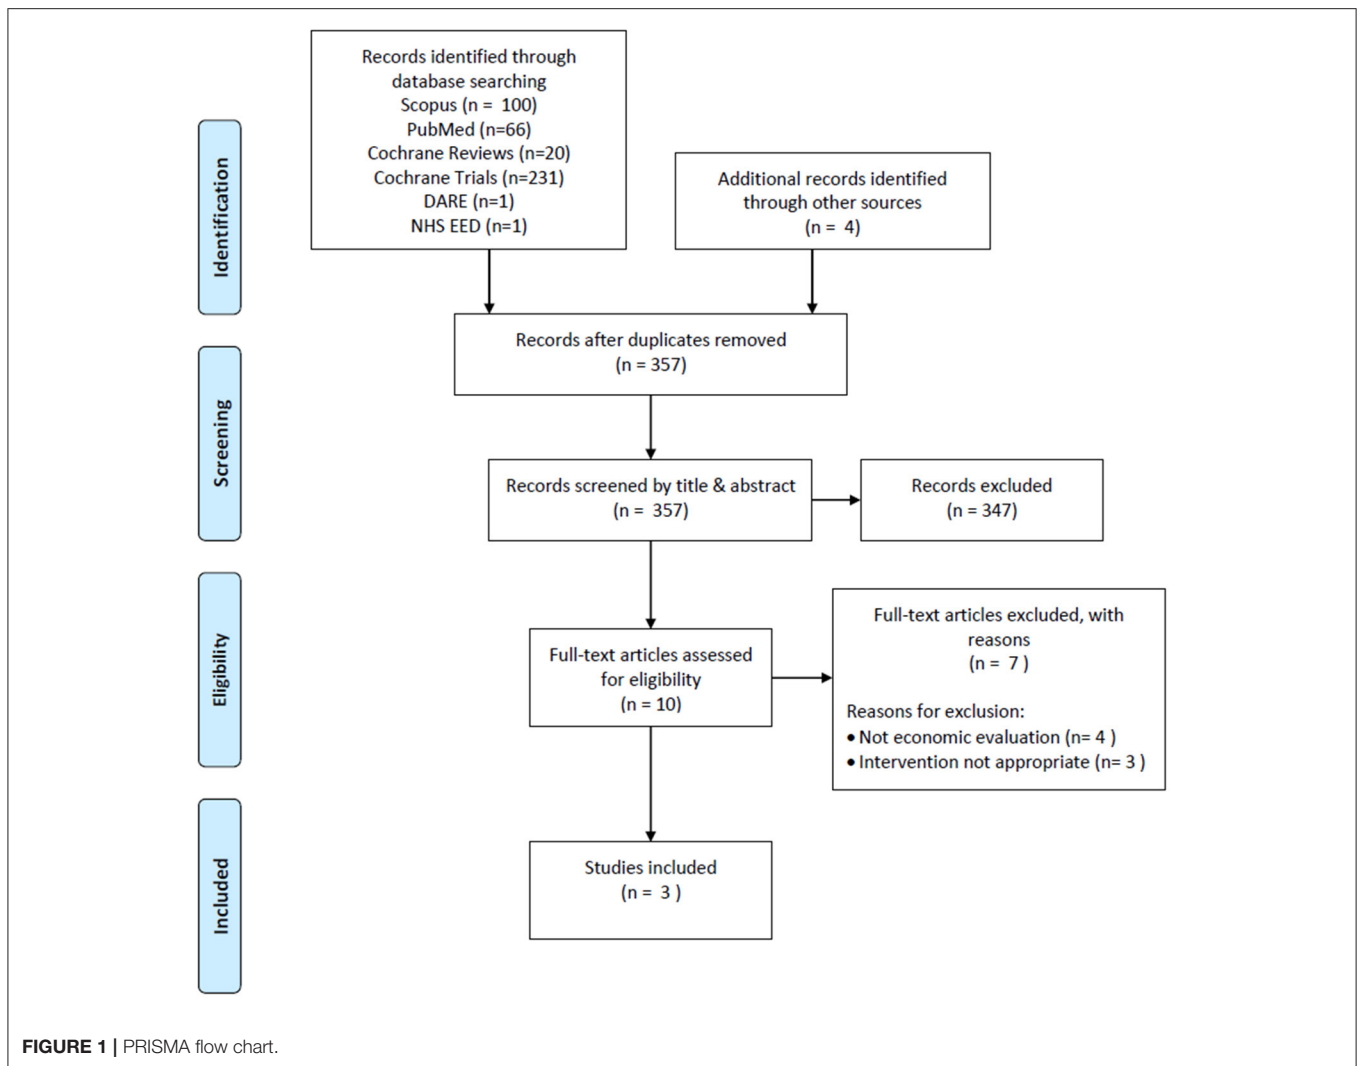 Records identified through
database searching
Scopus (n = 100)
PubMed (n=66)
Cochrane Reviews (n=20)
Cochrane Trials (n=231)
DARE (n=1)
NHS EED (n=1)
Additional records identified
through other sources
(n = 4)
Identification
Records after duplicates removed
(n = 357)
Screening
Records screened by title & abstract
(n = 357)
Records excluded
(n = 347)
Eligibility
Full-text articles assessed
for eligibility
(n = 10)
Full-text articles excluded, with
reasons
(n = 7 )
Reasons for exclusion:
• Not economic evaluation (n= 4 )
• Intervention not appropriate (n= 3 )
Included
Studies included
(n = 3 )
FIGURE 1 | PRISMA flow chart.